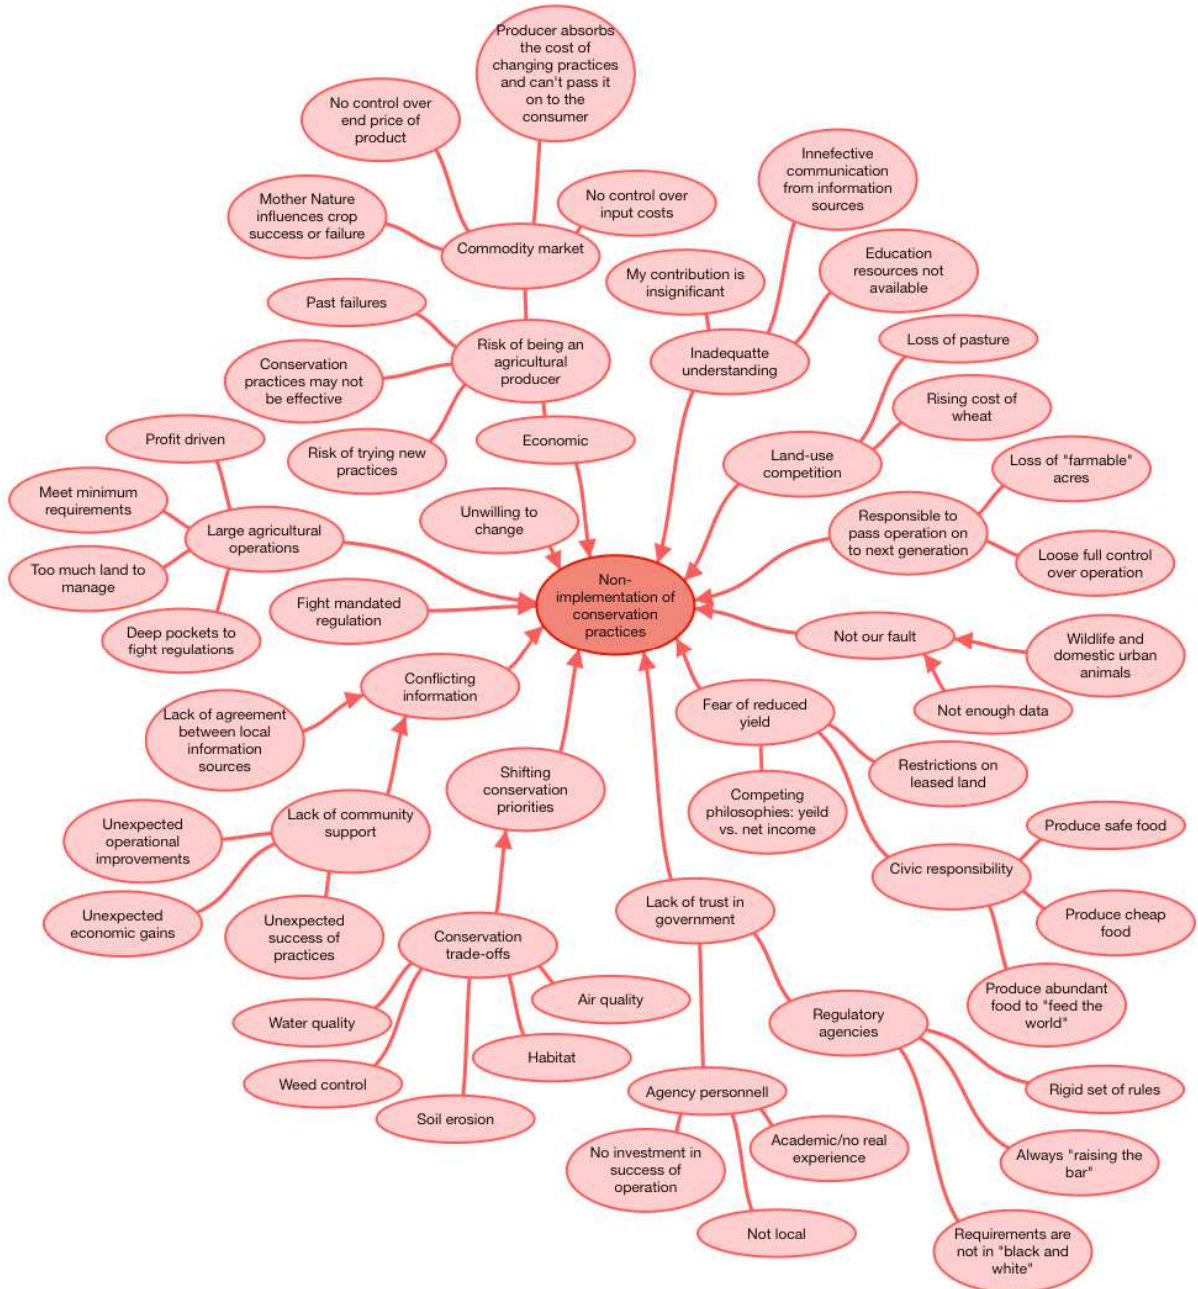 Producer absorbs
the cost of
changing practices
and can't pass it
on to the
consumer
No control over
end price of
product
Innefective
communication
from information
sources
Mother Nature
influences crop
success or failure
No control over
input costs
Commodity market
Education
resources not
available
My contribution is
insignificant
Past failures
Risk of being an
agricultural
producer
Inadequatte
understanding
Loss of pasture
Conservation
practices may not
be effective
Rising cost of
wheat
Profit driven
Risk of trying new
practices
Economic
Land-use
competition
Loss of "farmable"
acres
Meet minimum
requirements
Large agricultural
operations
Unwilling to
change
Responsible to
pass operation on
to next generation
Too much land to
manage
Loose full control
over operation
Non-
implementation of
conservation
practices
Fight mandated
regulation
Deep pockets to
fight regulations
Not our fault
Wildlife and
domestic urban
animals
Conflicting
information
Not enough data
Fear of reduced
yield
Lack of agreement
between local
information
sources
Shifting
conservation
priorities
Restrictions on
leased land
Competing
philosophies: yeild
vs. net income
Lack of community
support
Unexpected
operational
improvements
Produce safe food
Civic responsibility
Unexpected
economic gains
Unexpected
success of
practices
Lack of trust in
government
Produce cheap
food
Conservation
trade-offs
Air quality
Produce abundant
food to "feed the
world"
Water quality
Regulatory
agencies
Habitat
Weed control
Agency personnell
Rigid set of rules
Soil erosion
Academic/no real
experience
No investment in
success of
operation
Always "raising the
bar"
Not local
Requirements are
not in "black and
white"